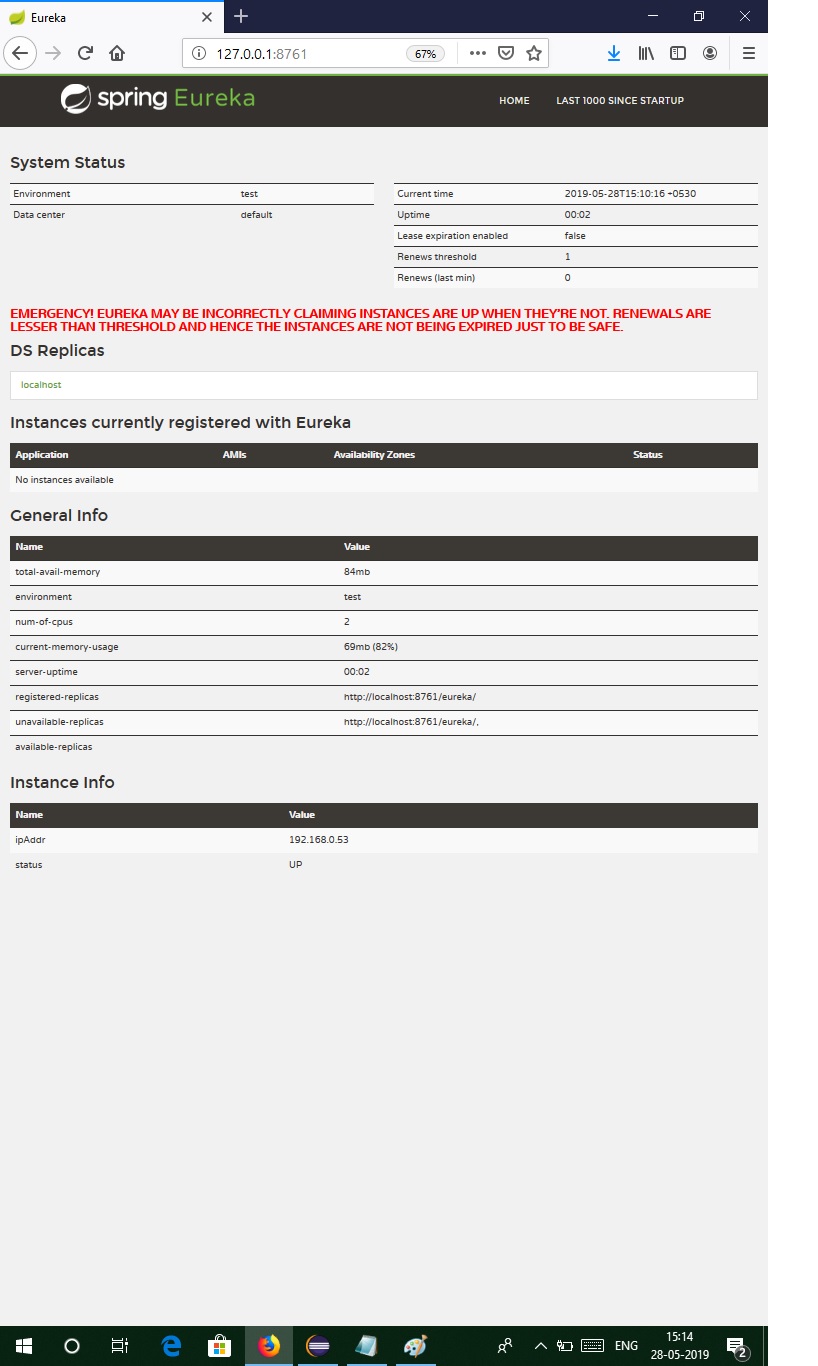 Eureka
127.0.0.1:8761
67%
spring Eureka
HOME
LAST 1000 SINCE STARTUP
System Status
Environment test
Data center default
Current time 2019-05-28T15:10:16 +0530
Uptime 00:02
Lease expiration enabled false
Renews threshold 1
Renews (last min) 0
EMERGENCY! EUREKA MAY BE INCORRECTLY CLAIMING INSTANCES ARE UP WHEN THEY'RE NOT. RENEWALS ARE
LESSER THAN THRESHOLD AND HENCE THE INSTANCES ARE NOT BEING EXPIRED JUST TO BE SAFE.
DS Replicas
localhost
Instances currently registered with Eureka
Application AMIs Availability Zones Status
No instances available
General Info
Name Value
total-avail-memory 84mb
environment test
num-of-cpus 2
current-memory-usage 69mb (82%)
server-uptime 00:02
registered-replicas http://localhost:8761/eureka/
unavailable-replicas http://localhost:8761/eureka/,
available-replicas
Instance Info
Name Value
ipAddr 192.168.0.53
status UP
ENG
15:14
28-05-2019
2